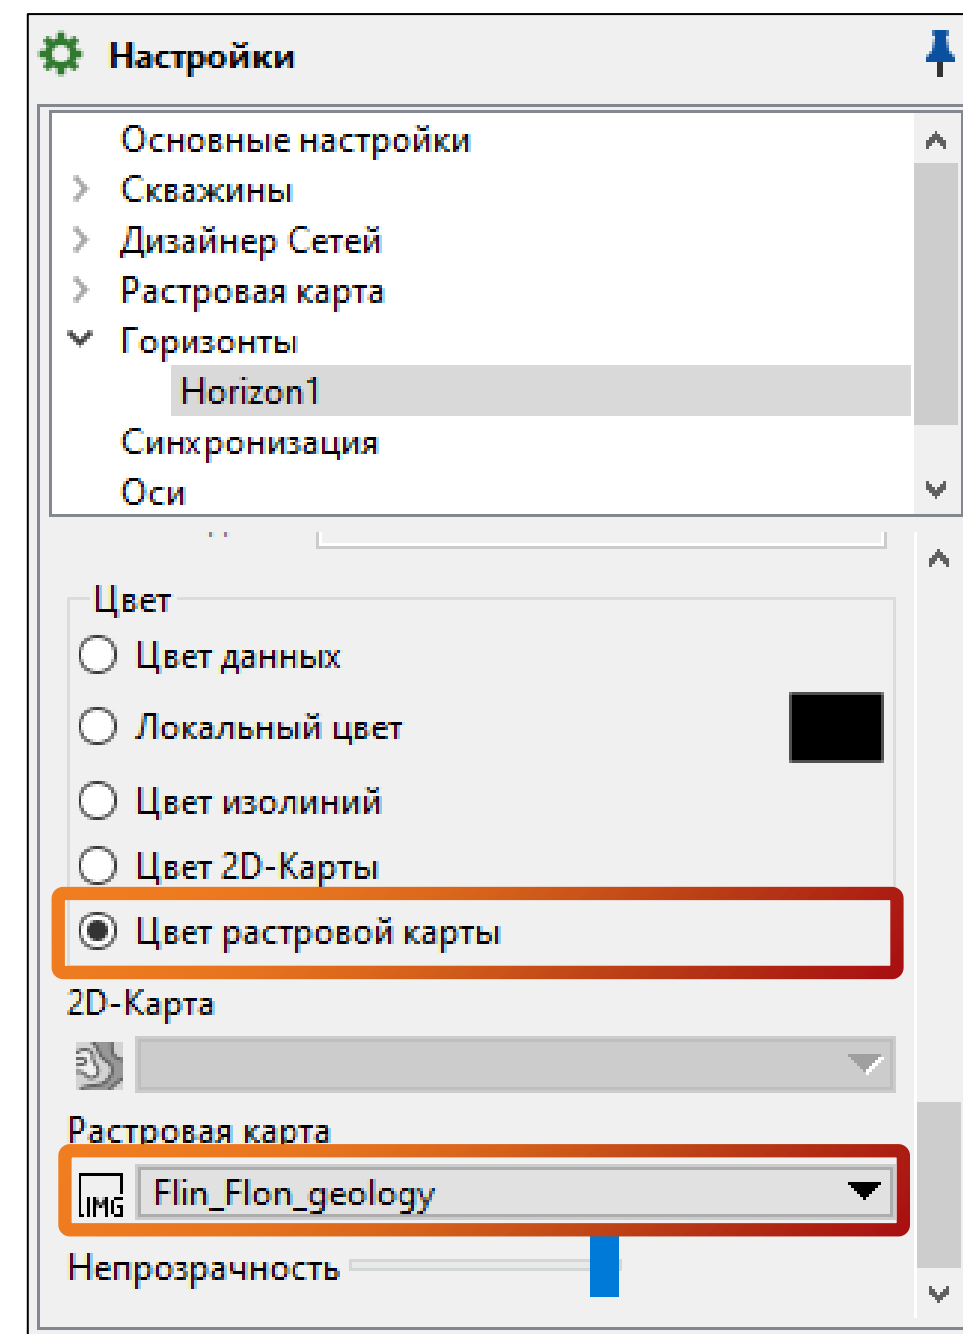 Настройки
Основные настройки
Скважины
Дизайнер Сетей
Растровая карта
Горизонты
Horizon1
Синхронизация
Оси
Цвет
Цвет данных
Локальный цвет
Цвет изолиний
Цвет 2D-Карты
Цвет растровой карты
2D-Карта
Растровая карта
IMG Flin_Flon_geology
Непрозрачность